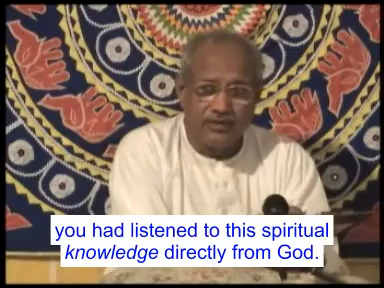 you had listened to this spiritual
knowledge directly from God.